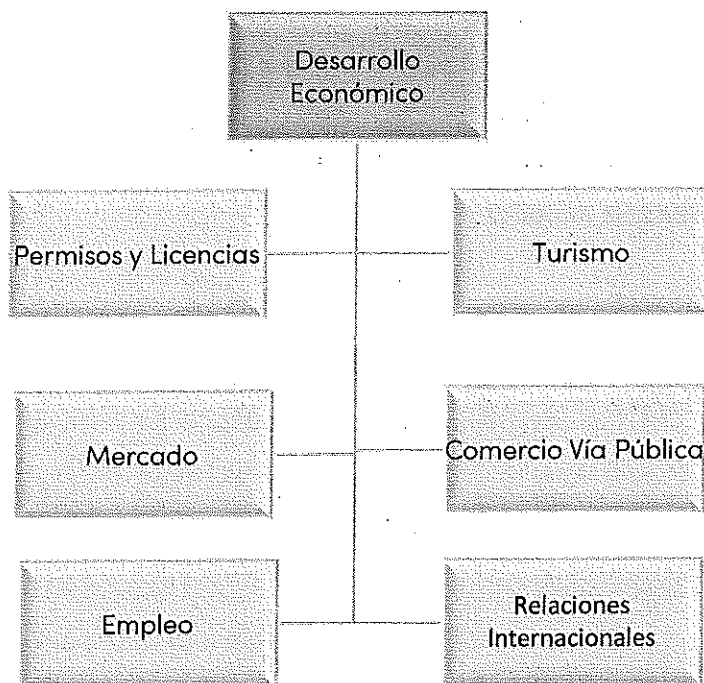 Desarrollo
Económico
Permisos y Licencias
Turismo
Mercado
Comercio Vía Pública
Empleo
Relaciones
Internacionales